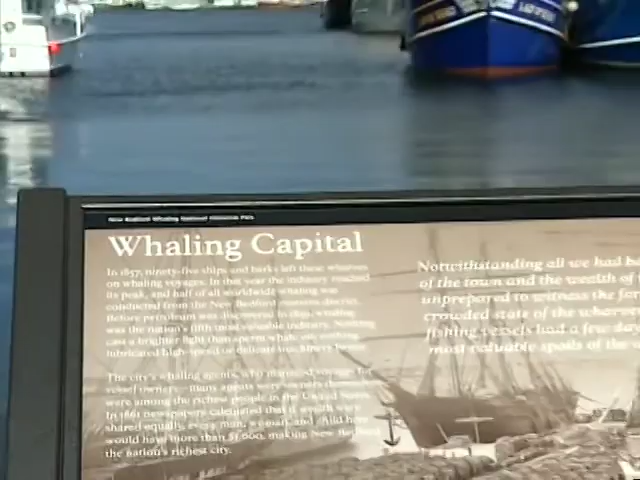 New Bedford Whaling National Historical Park
Whaling Capital
In 1857, ninety-five ships and barks left these wharves
on whaling voyages. In that year the industry reached
its peak, and half of all worldwide whaling was
conducted from the New Bedford customs district.
Before petroleum was discovered in 1859, whaling
was the nation's fifth most valuable industry. Nothing
cast a brighter light than sperm whale oil, nothing
lubricated high-speed or delicate
The city's whaling agents, who managed voyages for
vessel owners—many agents were owners themselves—
were among the richest people in the United States.
In 1861 newspapers calculated that if wealth were
shared equally, every man, woman, and child here
would have more than $1,000, making New Bedford
the nation's richest city.
Notwithstanding all we had
of the town and the wealth of
unprepared to witness the
crowded state of the
fishing vessels had a few
most valuable spoils of the